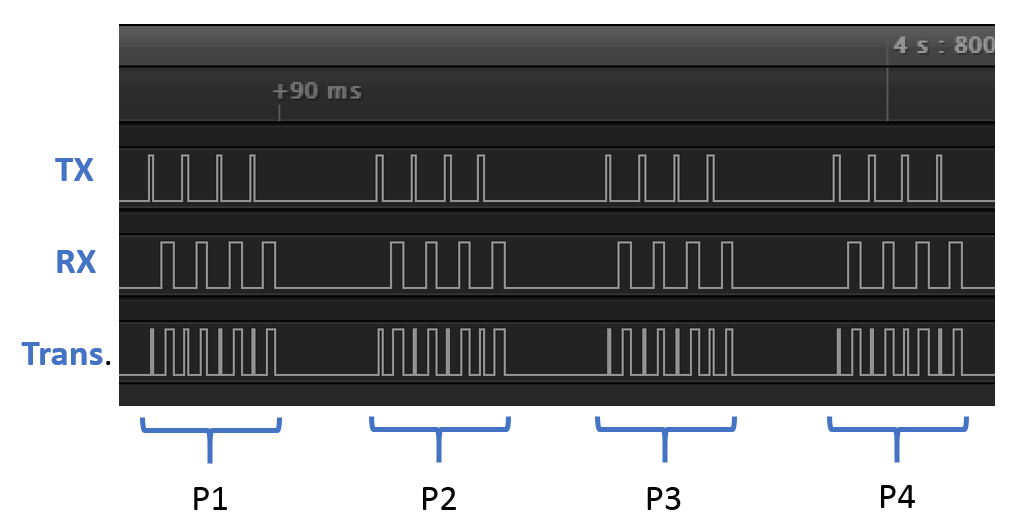 4 s : 800
+90 ms
TX
RX
Trans.
P1 P2 P3 P4